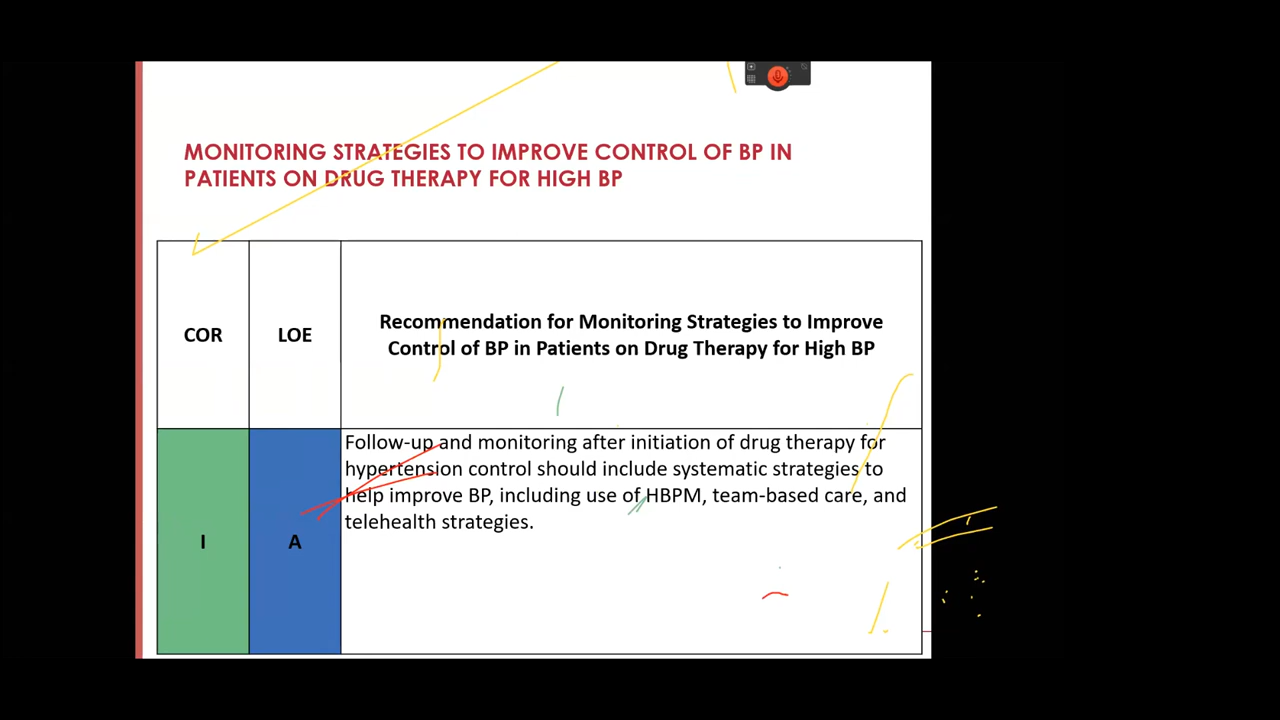 MONITORING STRATEGIES TO IMPROVE CONTROL OF BP IN
PATIENTS ON DRUG THERAPY FOR HIGH BP
COR
LOE
Recommendation for Monitoring Strategies to Improve
Control of BP in Patients on Drug Therapy for High BP
I
A
Follow-up and monitoring after initiation of drug therapy for
hypertension control should include systematic strategies to
help improve BP, including use of HBPM, team-based care, and
telehealth strategies.